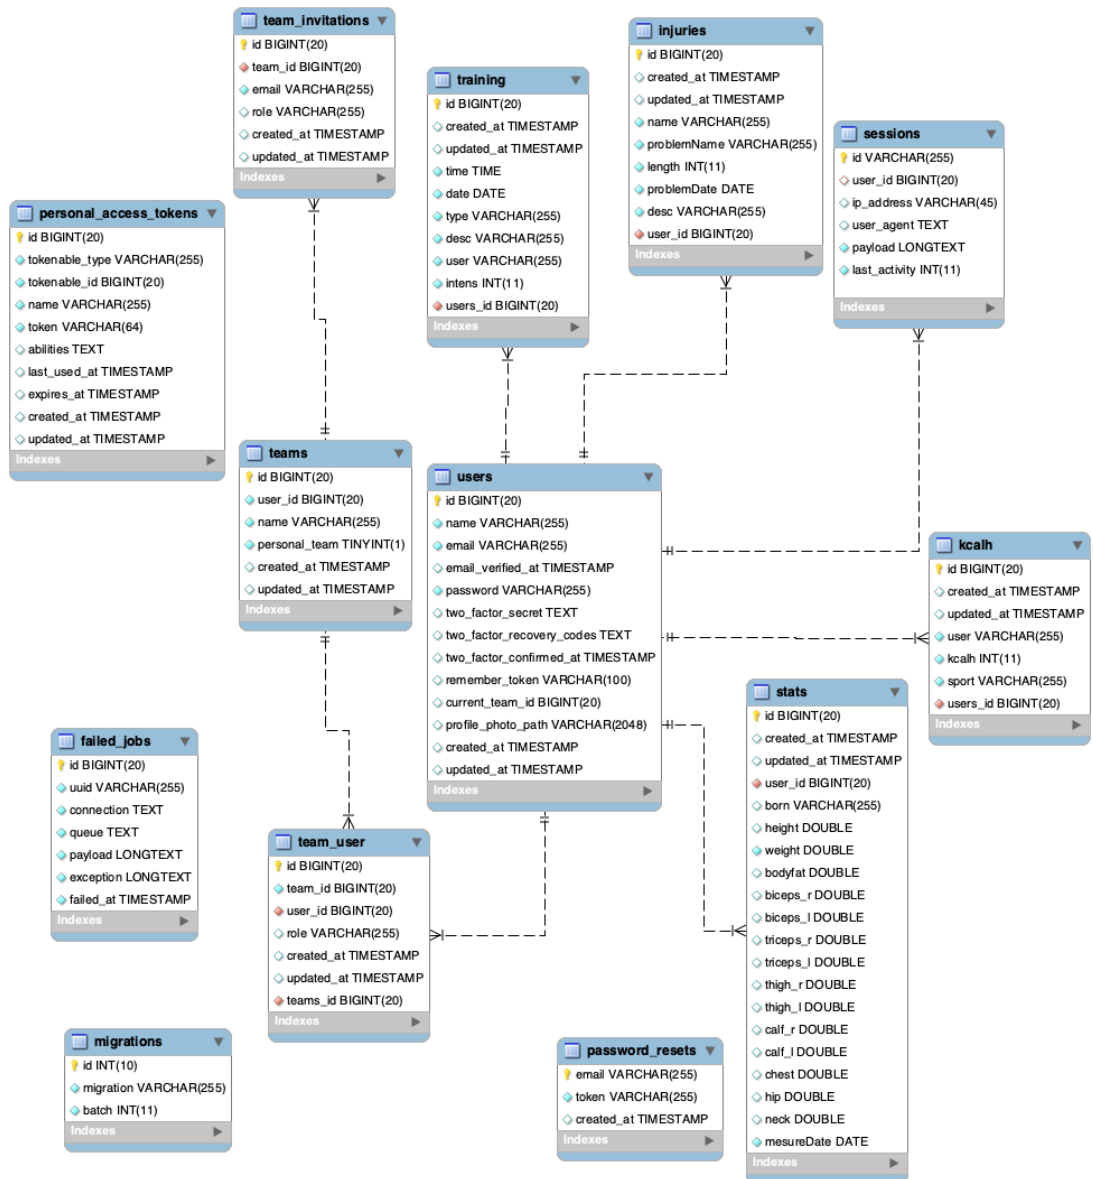 team_invitations
id BIGINT(20)
team_id BIGINT(20)
email VARCHAR(255)
role VARCHAR(255)
created_at TIMESTAMP
updated_at TIMESTAMP
Indexes
injuries
id BIGINT(20)
created_at TIMESTAMP
updated_at TIMESTAMP
name VARCHAR(255)
problemName VARCHAR(255)
length INT(11)
problemDate DATE
desc VARCHAR(255)
user_id BIGINT(20)
Indexes
training
id BIGINT(20)
created_at TIMESTAMP
updated_at TIMESTAMP
time TIME
date DATE
type VARCHAR(255)
desc VARCHAR(255)
user VARCHAR(255)
intens INT(11)
users_id BIGINT(20)
Indexes
sessions
id VARCHAR(255)
user_id BIGINT(20)
ip_address VARCHAR(45)
user_agent TEXT
payload LONGTEXT
last_activity INT(11)
Indexes
personal_access_tokens
id BIGINT(20)
tokenable_type VARCHAR(255)
tokenable_id BIGINT(20)
name VARCHAR(255)
token VARCHAR(64)
abilities TEXT
last_used_at TIMESTAMP
expires_at TIMESTAMP
created_at TIMESTAMP
updated_at TIMESTAMP
Indexes
teams
id BIGINT(20)
user_id BIGINT(20)
name VARCHAR(255)
personal_team TINYINT(1)
created_at TIMESTAMP
updated_at TIMESTAMP
Indexes
users
id BIGINT(20)
name VARCHAR(255)
email VARCHAR(255)
email_verified_at TIMESTAMP
password VARCHAR(255)
two_factor_secret TEXT
two_factor_recovery_codes TEXT
two_factor_confirmed_at TIMESTAMP
remember_token VARCHAR(100)
current_team_id BIGINT(20)
profile_photo_path VARCHAR(2048)
created_at TIMESTAMP
updated_at TIMESTAMP
Indexes
kcalh
id BIGINT(20)
created_at TIMESTAMP
updated_at TIMESTAMP
user VARCHAR(255)
kcalh INT(11)
sport VARCHAR(255)
users_id BIGINT(20)
Indexes
stats
id BIGINT(20)
created_at TIMESTAMP
updated_at TIMESTAMP
user_id BIGINT(20)
born VARCHAR(255)
height DOUBLE
weight DOUBLE
bodyfat DOUBLE
biceps_r DOUBLE
biceps_l DOUBLE
triceps_r DOUBLE
triceps_l DOUBLE
thigh_r DOUBLE
thigh_l DOUBLE
calf_r DOUBLE
calf_l DOUBLE
chest DOUBLE
hip DOUBLE
neck DOUBLE
mesureDate DATE
Indexes
failed_jobs
id BIGINT(20)
uuid VARCHAR(255)
connection TEXT
queue TEXT
payload LONGTEXT
exception LONGTEXT
failed_at TIMESTAMP
Indexes
team_user
id BIGINT(20)
team_id BIGINT(20)
user_id BIGINT(20)
role VARCHAR(255)
created_at TIMESTAMP
updated_at TIMESTAMP
teams_id BIGINT(20)
Indexes
migrations
id INT(10)
migration VARCHAR(255)
batch INT(11)
Indexes
password_resets
email VARCHAR(255)
token VARCHAR(255)
created_at TIMESTAMP
Indexes